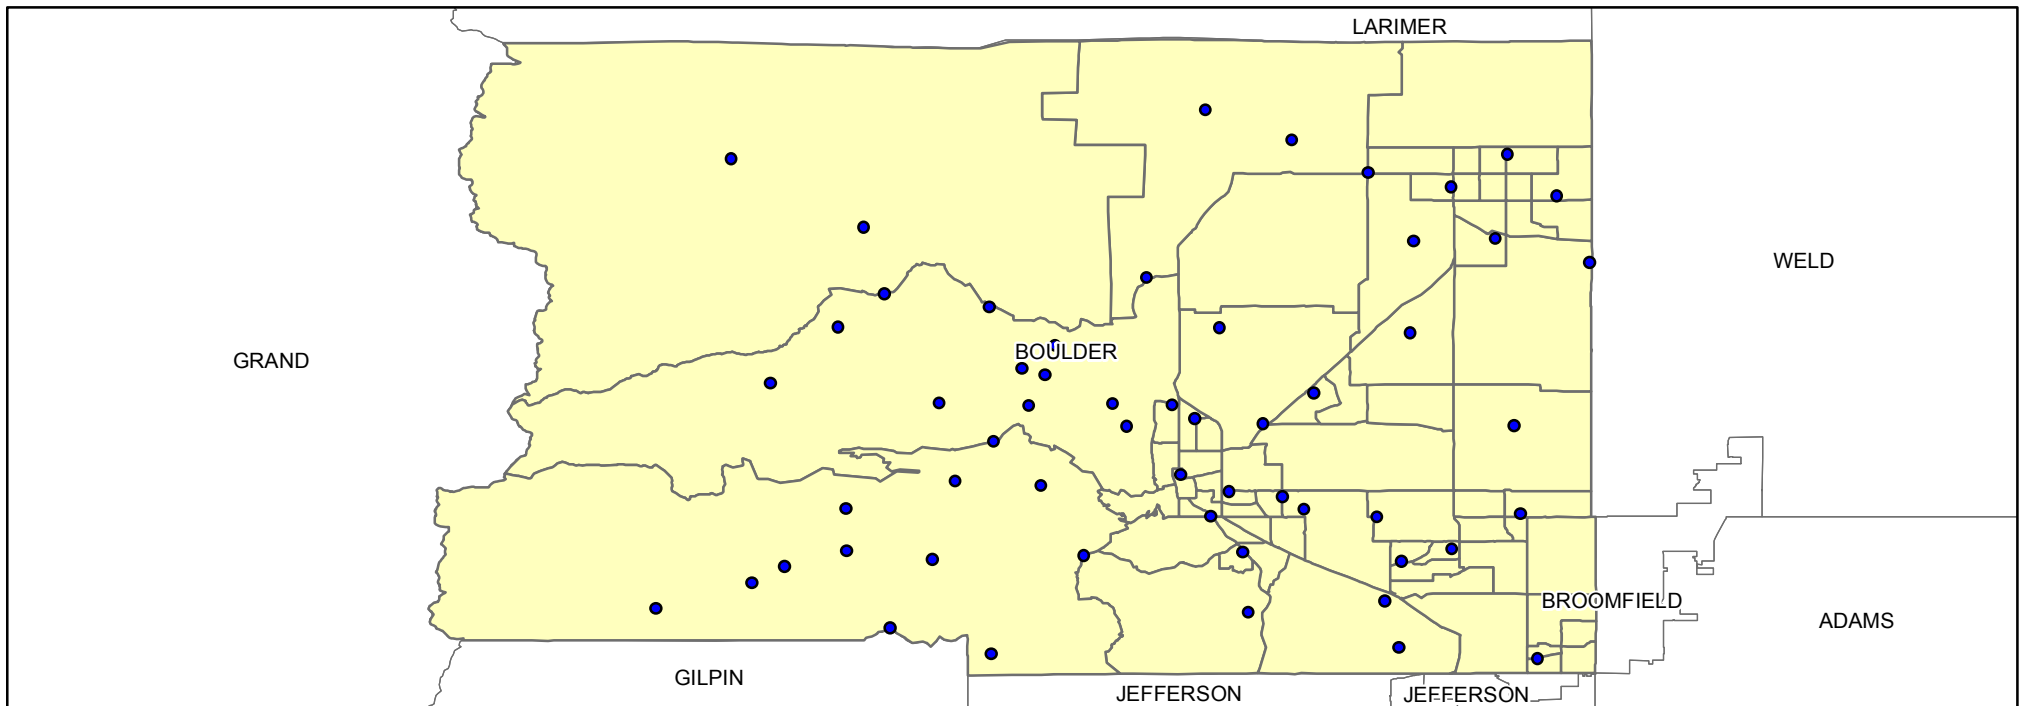 LARIMER
WELD
BOULDER
GRAND
BROOMFIELD
ADAMS
GILPIN
JEFFERSON
JEFFERSON